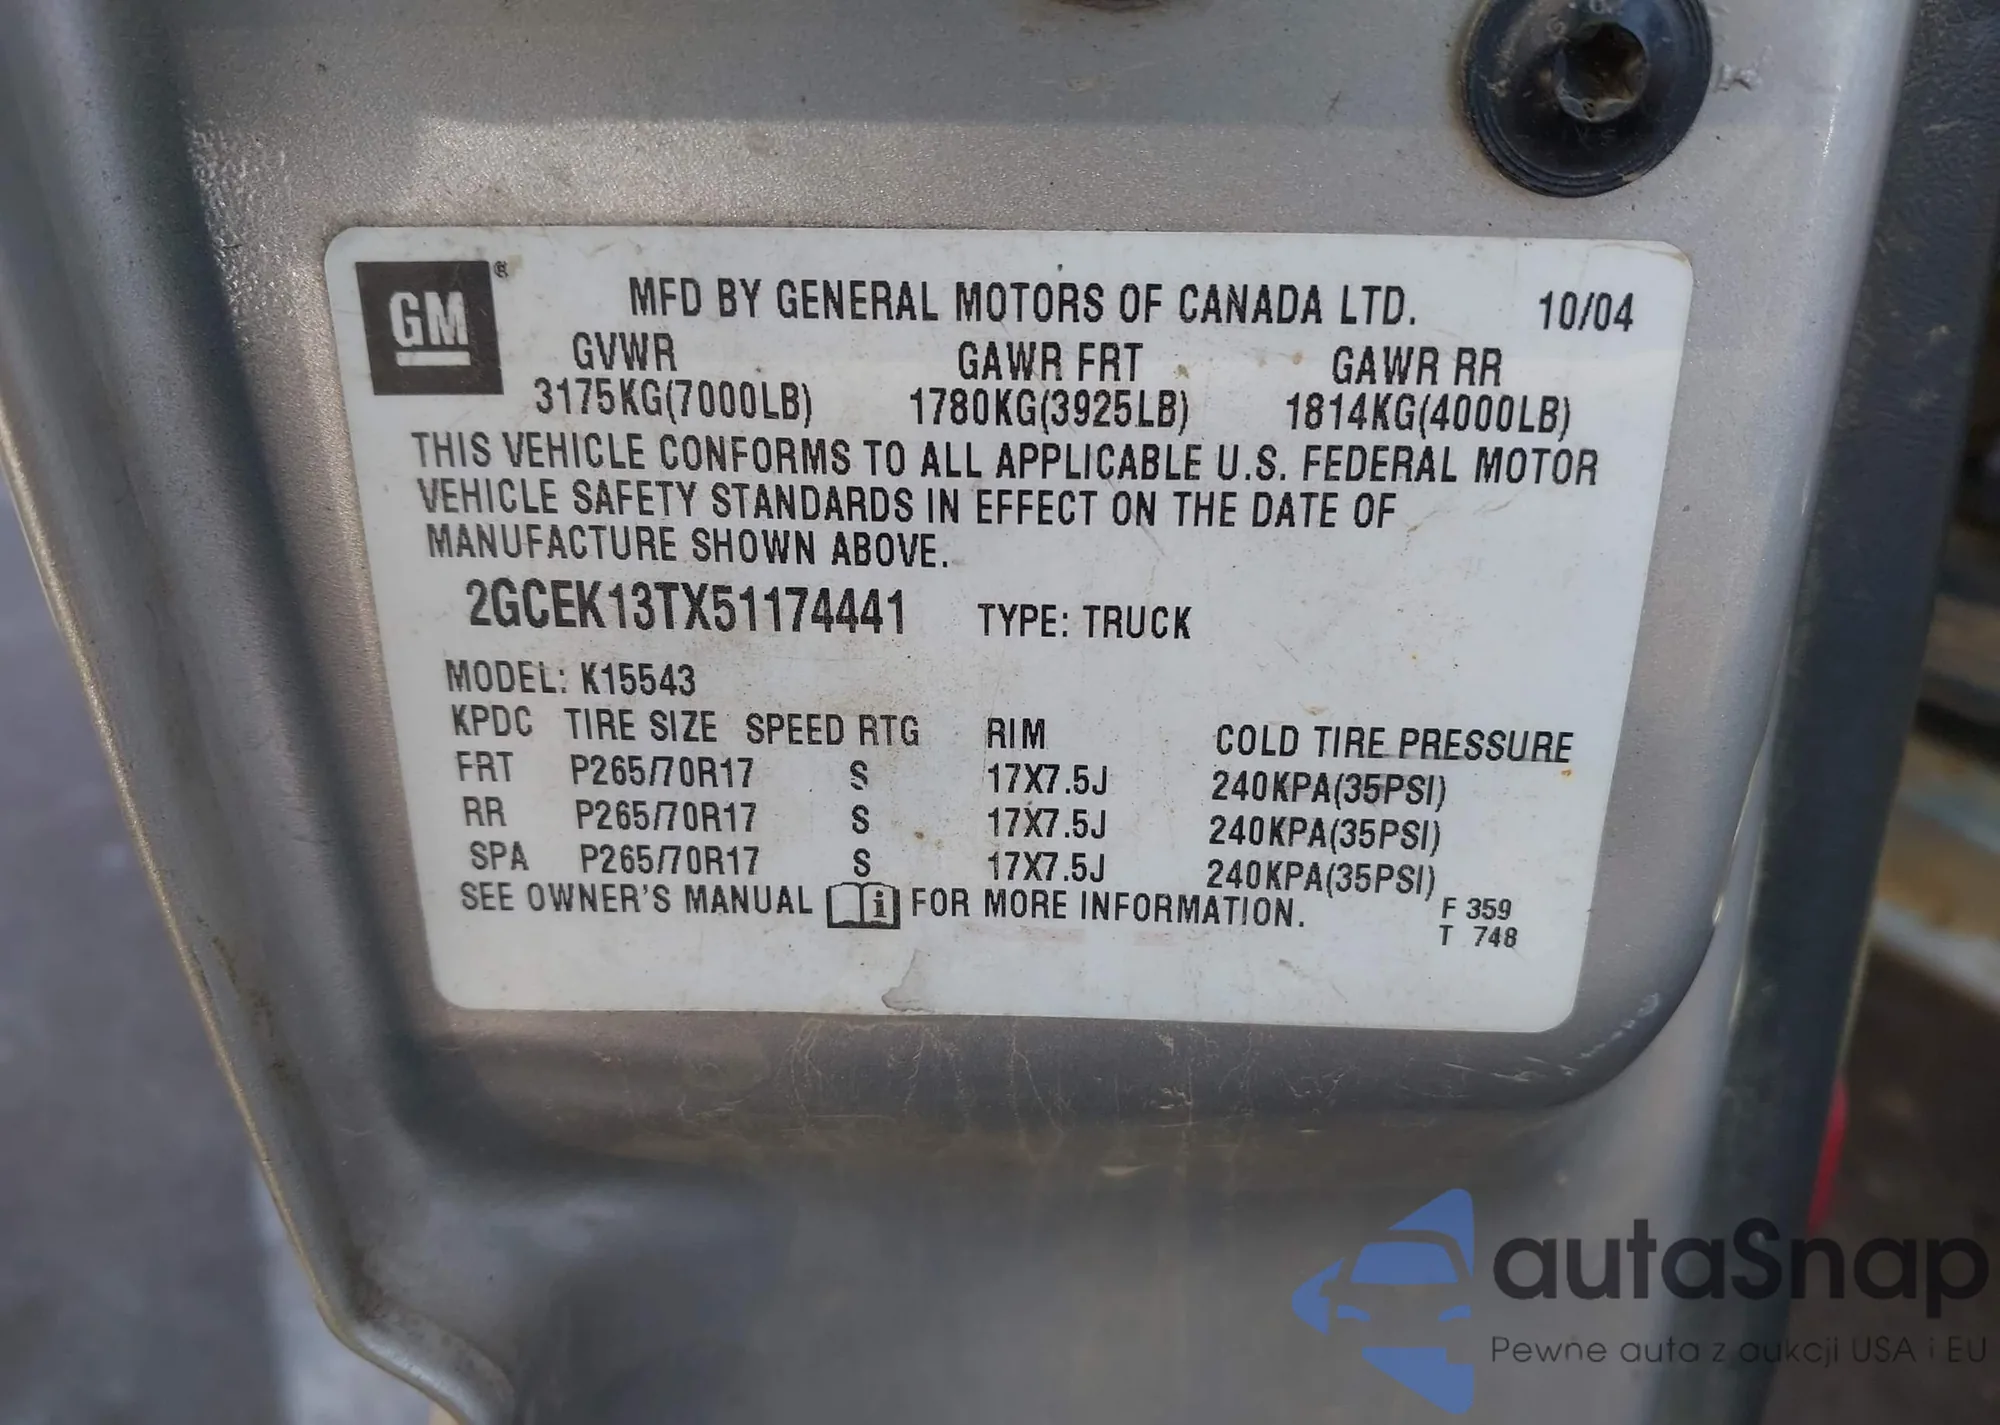 GM ®
MFD BY GENERAL MOTORS OF CANADA LTD. 10/04
GVWR GAWR FRT GAWR RR
3175KG(7000LB) 1780KG(3925LB) 1814KG(4000LB)
THIS VEHICLE CONFORMS TO ALL APPLICABLE U.S. FEDERAL MOTOR
VEHICLE SAFETY STANDARDS IN EFFECT ON THE DATE OF
MANUFACTURE SHOWN ABOVE.
2GCEK13TX51174441 TYPE: TRUCK
MODEL: K15543
KPDC TIRE SIZE SPEED RTG RIM COLD TIRE PRESSURE
FRT P265/70R17 S 17X7.5J 240KPA(35PSI)
RR P265/70R17 S 17X7.5J 240KPA(35PSI)
SPA P265/70R17 S 17X7.5J 240KPA(35PSI)
SEE OWNER'S MANUAL i FOR MORE INFORMATION.
F 359
T 748
autaSnap
Pewne auta z aukcji USA i EU